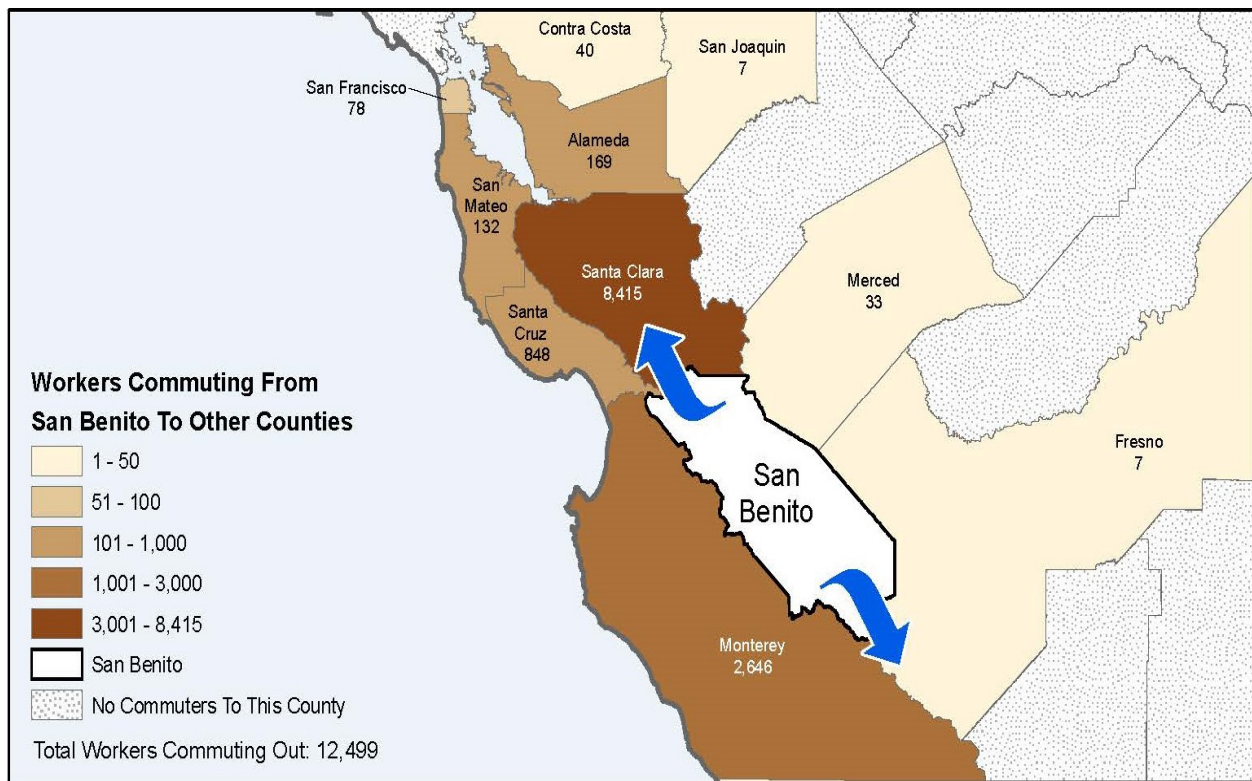 Contra Costa
40
San Joaquin
7
San Francisco
78
Alameda
169
San
Mateo
132
Santa Clara
8,415
Merced
33
Santa
Cruz
848
Fresno
7
San
Benito
Monterey
2,646
Workers Commuting From
San Benito To Other Counties
1 - 50
51 - 100
101 - 1,000
1,001 - 3,000
3,001 - 8,415
San Benito
No Commuters To This County
Total Workers Commuting Out: 12,499